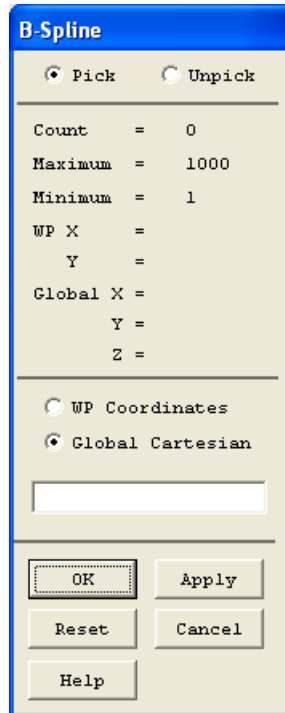 B-Spline
Pick Unpick
Count = 0
Maximum = 1000
Minimum = 1
WP X =
Y =
Global X =
Y =
Z =
WP Coordinates
Global Cartesian
OK Apply
Reset Cancel
Help